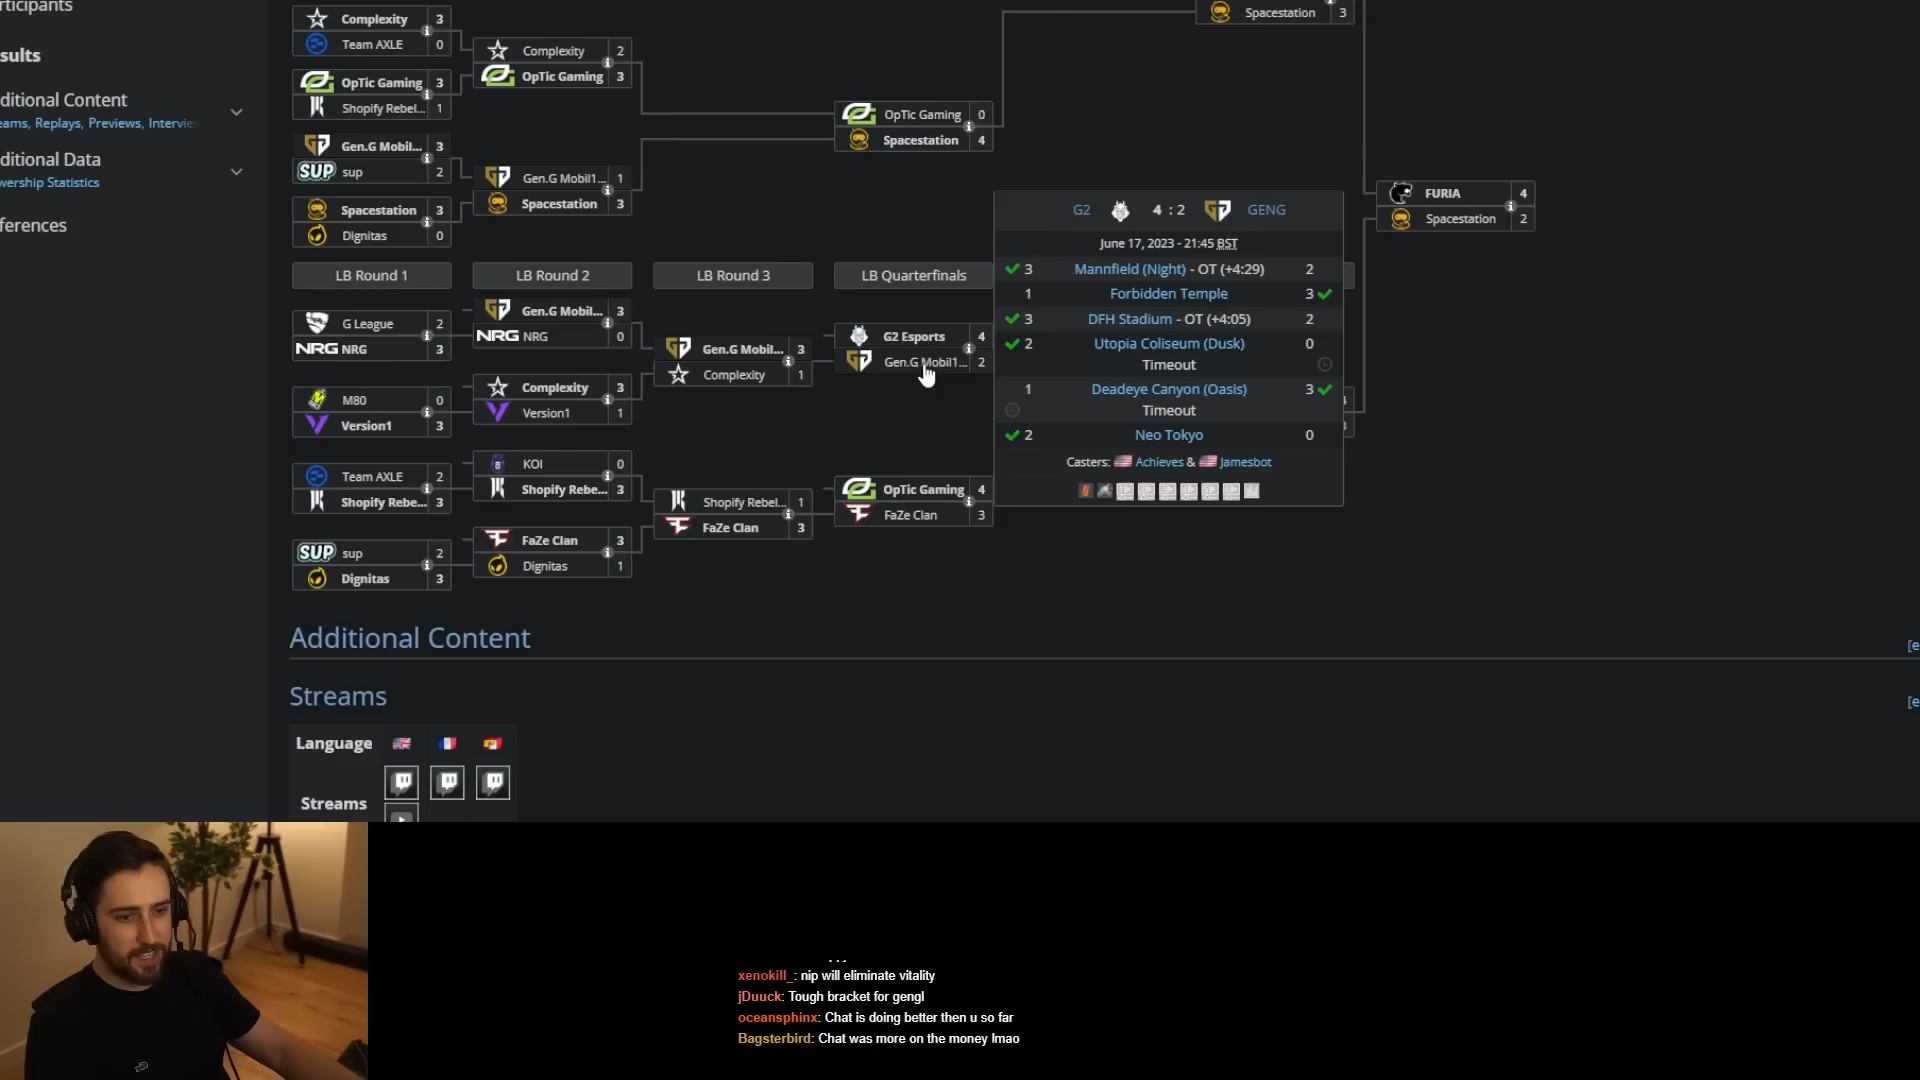 rticipants
sults
ditional Content
eams, Replays, Previews, Intervie
ditional Data
wership Statistics
ferences
Complexity 3
Team AXLE 0
OpTic Gaming 3
Shopify Rebel... 1
Gen.G Mobil... 3
SUP sup 2
Spacestation 3
Dignitas 0
Complexity 2
OpTic Gaming 3
Gen.G Mobil1... 1
Spacestation 3
OpTic Gaming 0
Spacestation 4
Spacestation 3
FURIA 4
Spacestation 2
LB Round 1
LB Round 2
LB Round 3
LB Quarterfinals
G League 2
NRG NRG 3
M80 0
Version1 3
Team AXLE 2
Shopify Rebe... 3
SUP sup 2
Dignitas 3
Gen.G Mobil... 3
NRG NRG 0
Complexity 3
Version1 1
KOI 0
Shopify Rebe... 3
FaZe Clan 3
Dignitas 1
Gen.G Mobil... 3
Complexity 1
Shopify Rebel... 1
FaZe Clan 3
G2 Esports 4
Gen.G Mobil1... 2
OpTic Gaming 4
FaZe Clan 3
G2 4 : 2 GENG
June 17, 2023 - 21:45 BST
3 Mannfield (Night) - OT (+4:29) 2
1 Forbidden Temple 3
3 DFH Stadium - OT (+4:05) 2
2 Utopia Coliseum (Dusk) 0
Timeout
1 Deadeye Canyon (Oasis) 3
Timeout
2 Neo Tokyo 0
Casters: Achieves & Jamesbot
Additional Content
[e
Streams
[e
Language
Streams
xenokill_: nip will eliminate vitality
jDuuck: Tough bracket for gengl
oceansphinx: Chat is doing better then u so far
Bagsterbird: Chat was more on the money lmao